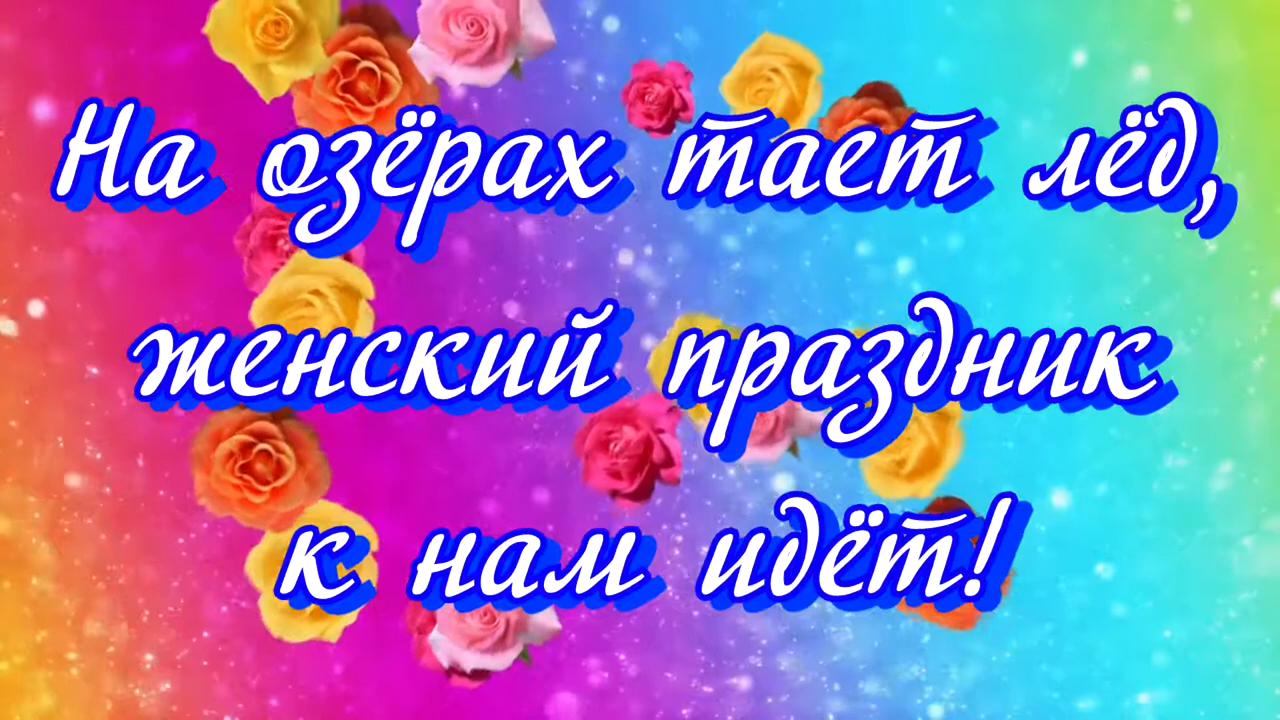 На озёрах тает лёд,
женский праздник
к нам идёт!